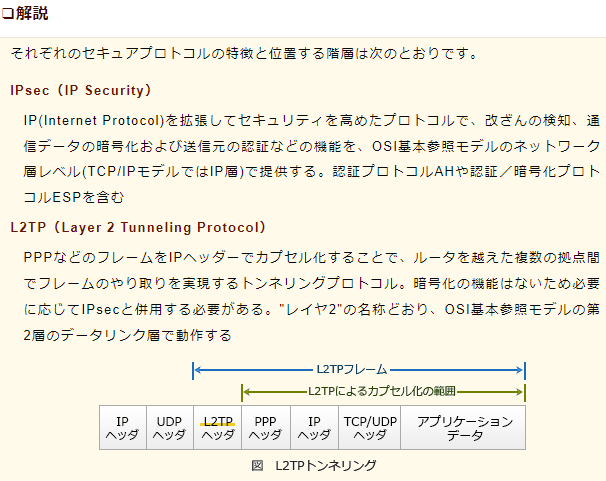 ❏解説
それぞれのセキュアプロトコルの特徴と位置する階層は次のとおりです。
IPsec（IP Security）
IP(Internet Protocol)を拡張してセキュリティを高めたプロトコルで、改ざんの検知、通
信データの暗号化および送信元の認証などの機能を、OSI基本参照モデルのネットワーク
層レベル(TCP/IPモデルではIP層)で提供する。認証プロトコルAHや認証／暗号化プロト
コルESPを含む
L2TP（Layer 2 Tunneling Protocol）
PPPなどのフレームをIPヘッダーでカプセル化することで、ルータを越えた複数の拠点間
でフレームのやり取りを実現するトンネリングプロトコル。暗号化の機能はないため必要
に応じてIPsecと併用する必要がある。"レイヤ2"の名称どおり、OSI基本参照モデルの第
2層のデータリンク層で動作する
L2TPフレーム
L2TPによるカプセル化の範囲
IP
ヘッダ
UDP
ヘッダ
L2TP
ヘッダ
PPP
ヘッダ
IP
ヘッダ
TCP/UDP
ヘッダ
アプリケーション
データ
図 L2TPトンネリング